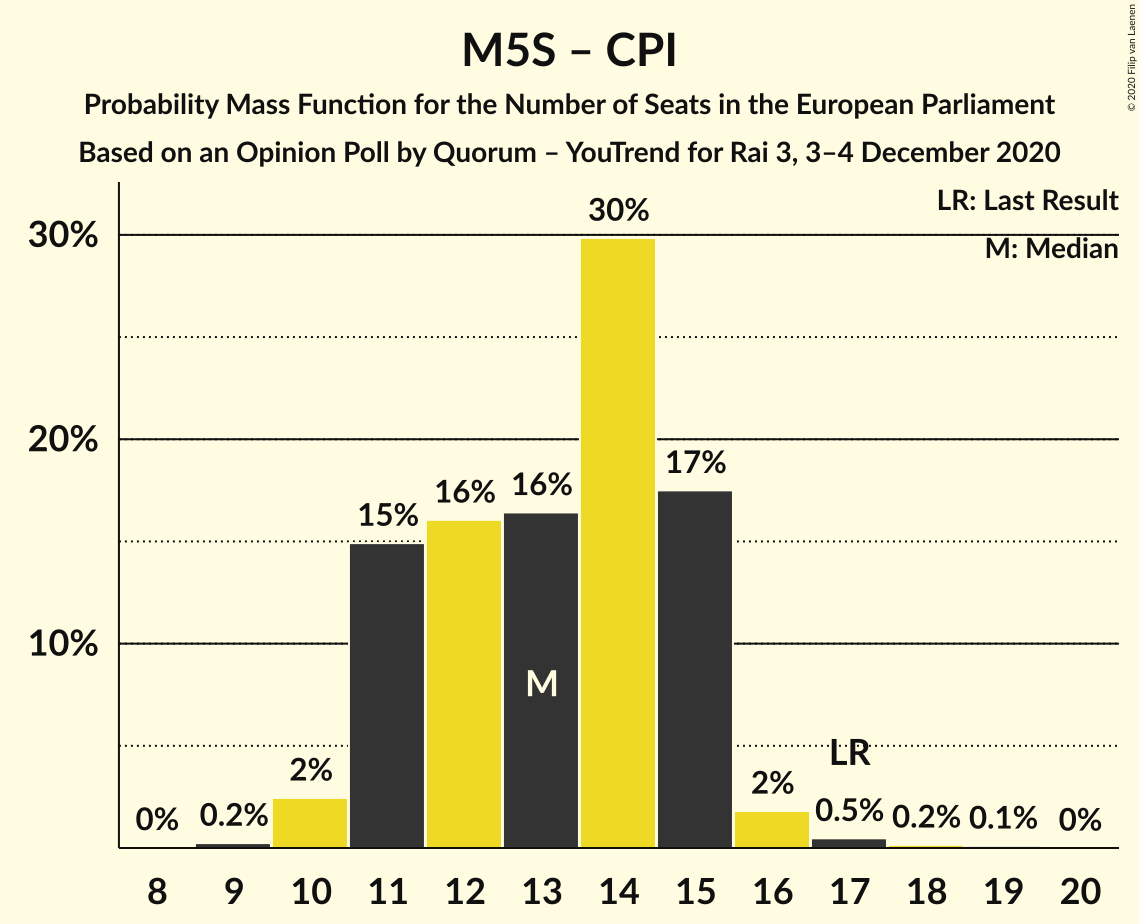 M5S – CPI
Probability Mass Function for the Number of Seats in the European Parliament
Based on an Opinion Poll by Quorum – YouTrend for Rai 3, 3–4 December 2020
© 2020 Filip van Laenen
LR: Last Result
M: Median
30%
20%
10%
0%
0.2%
2%
15%
16%
16%
30%
17%
2%
0.5%
0.2%
0.1%
0%
M
LR
8 9 10 11 12 13 14 15 16 17 18 19 20